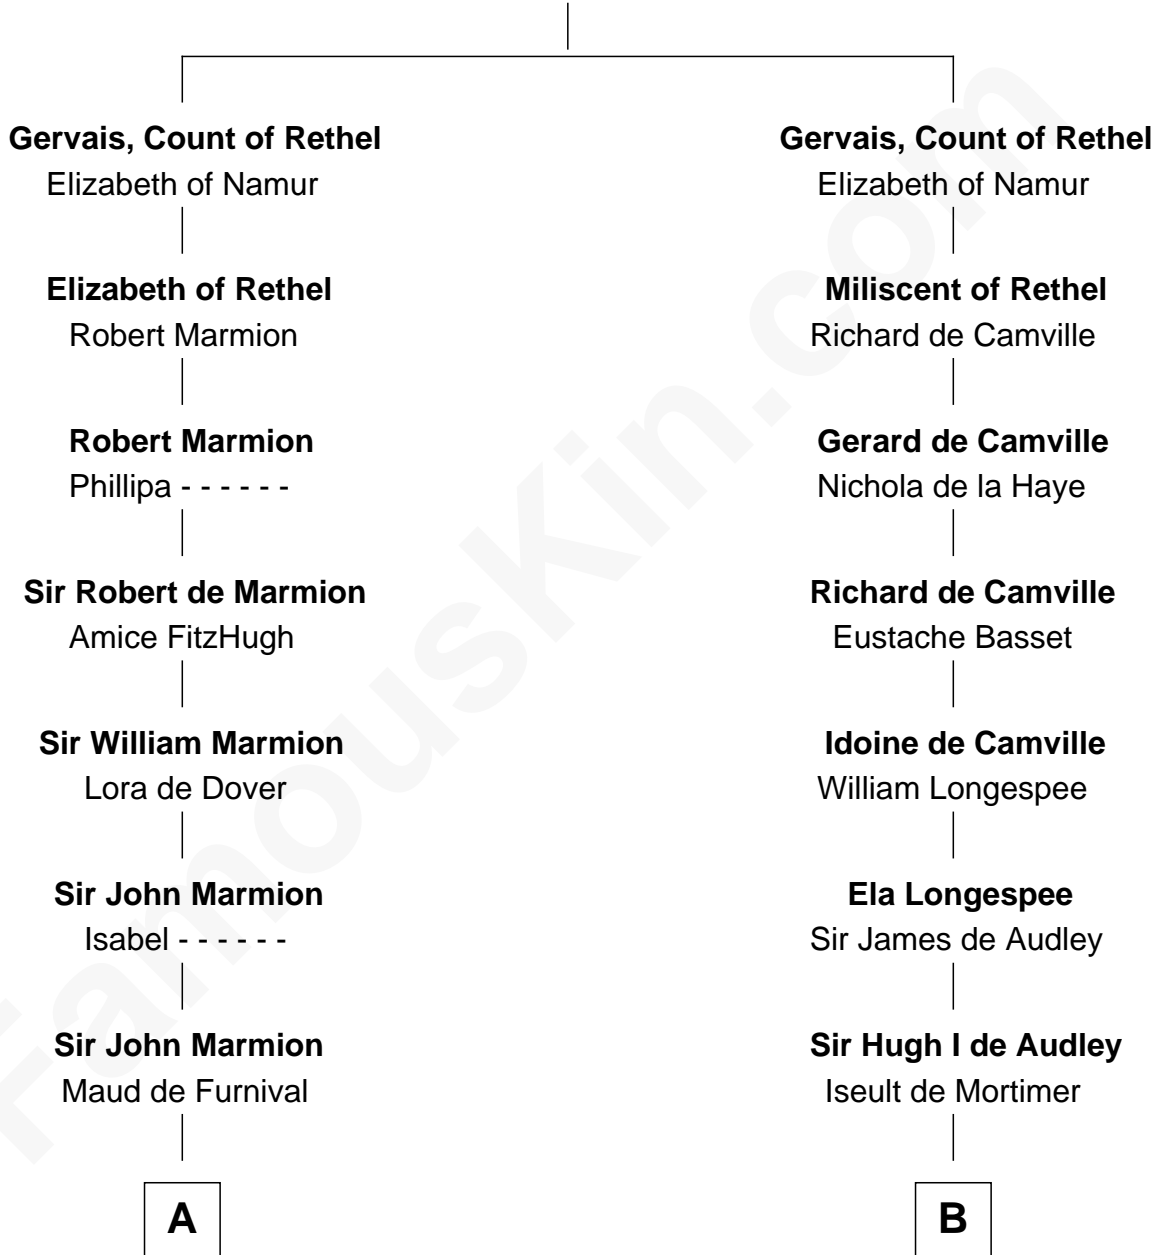 Gervais, Count of Rethel
Elizabeth of Namur
Elizabeth of Rethel
Robert Marmion
Robert Marmion
Phillipa - - - - - -
Sir Robert de Marmion
Amice FitzHugh
Sir William Marmion
Lora de Dover
Sir John Marmion
Isabel - - - - - -
Sir John Marmion
Maud de Furnival
A
Gervais, Count of Rethel
Elizabeth of Namur
Miliscent of Rethel
Richard de Camville
Gerard de Camville
Nichola de la Haye
Richard de Camville
Eustache Basset
Idoine de Camville
William Longespee
Ela Longespee
Sir James de Audley
Sir Hugh I de Audley
Iseult de Mortimer
B
FamousKin.com